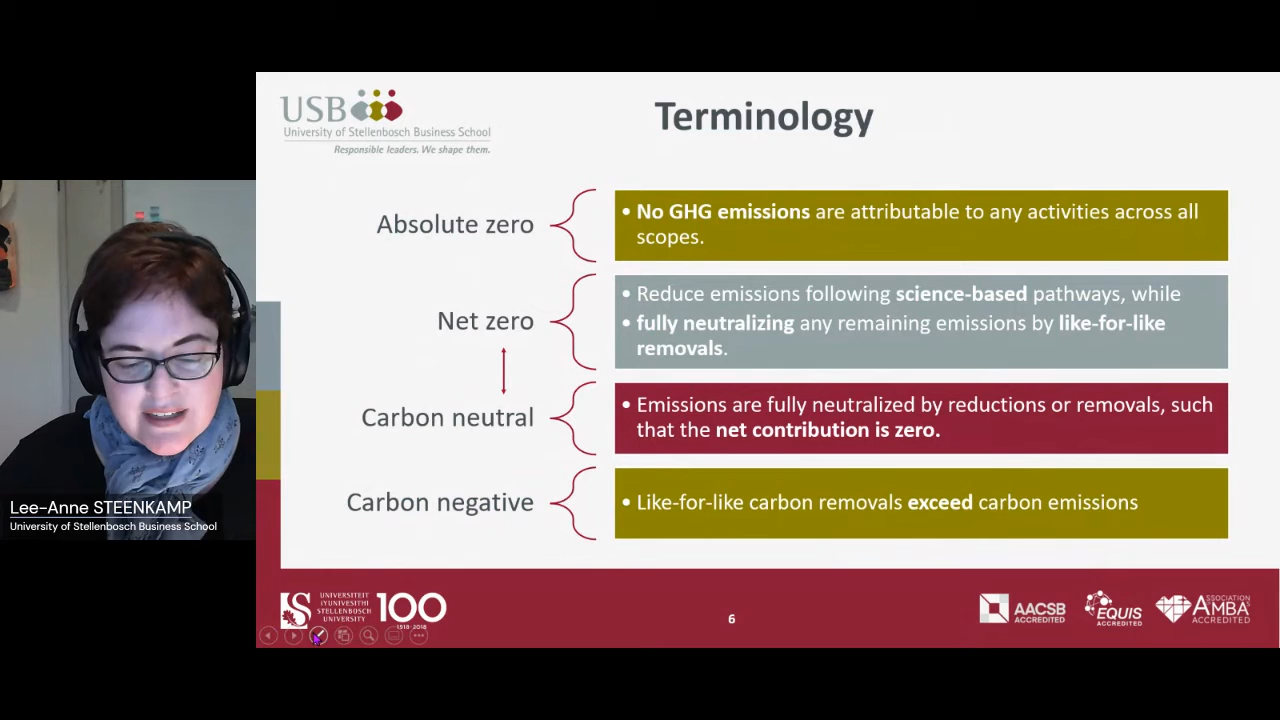 USB
University of Stellenbosch Business School
Responsible leaders. We shape them.
Terminology
Absolute zero
• No GHG emissions are attributable to any activities across all
scopes.
Net zero
• Reduce emissions following science-based pathways, while
• fully neutralizing any remaining emissions by like-for-like
removals.
Carbon neutral
• Emissions are fully neutralized by reductions or removals, such
that the net contribution is zero.
Carbon negative
• Like-for-like carbon removals exceed carbon emissions
Lee-Anne STEENKAMP
University of Stellenbosch Business School
UNIVERSITEIT
IYUNIVESITHI
STELLENBOSCH
UNIVERSITY
100
1918·2018
6
AACSB
ACCREDITED
EQUIS
ACCREDITED
ASSOCIATION
AMBA
ACCREDITED